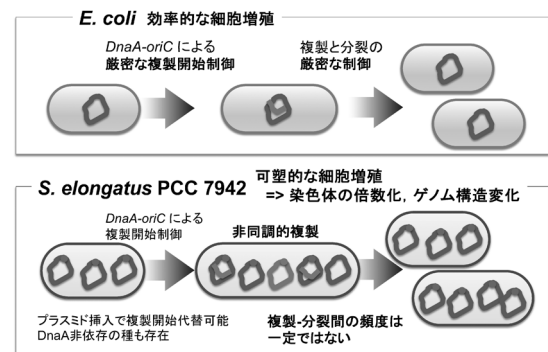 E. coli 効率的な細胞増殖
DnaA-oriC による
厳密な複製開始制御
複製と分裂の
厳密な制御
S. elongatus PCC 7942
可塑的な細胞増殖
=> 染色体の倍数化，ゲノム構造変化
DnaA-oriC による
複製開始制御
非同調的複製
プラスミド挿入で複製開始代替可能
DnaA非依存の種も存在
複製-分裂間の頻度は
一定ではない